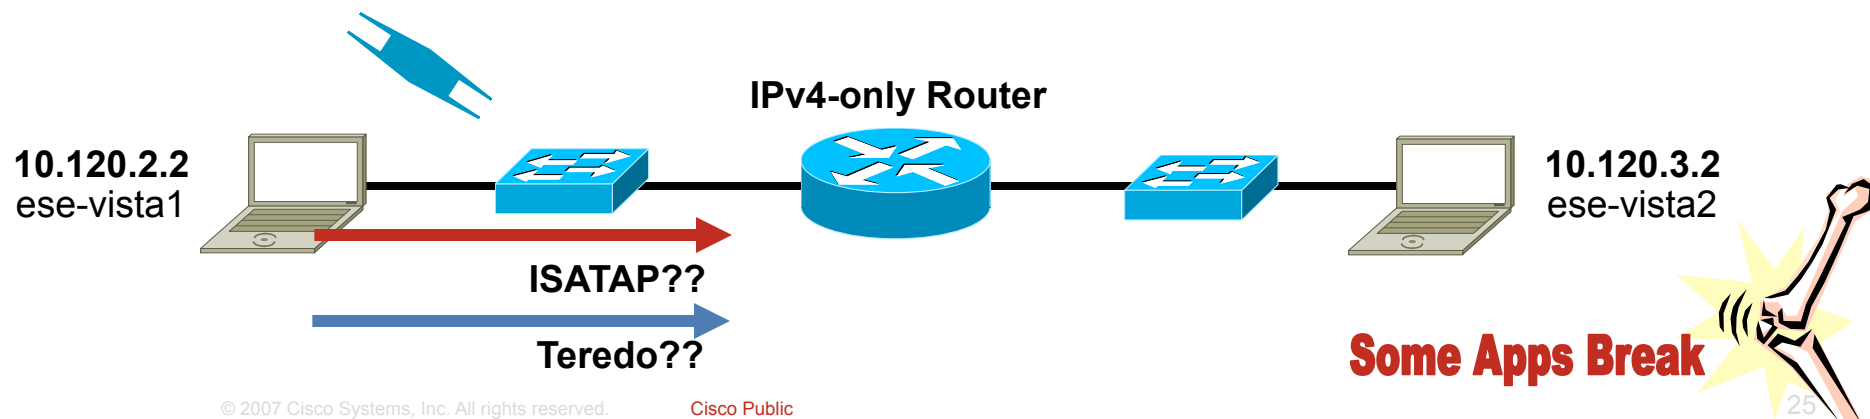 IPv4-only Router
10.120.2.2
ese-vista1
10.120.3.2
ese-vista2
ISATAP??
Teredo??
Some Apps Break
© 2007 Cisco Systems, Inc. All rights reserved.
Cisco Public
25